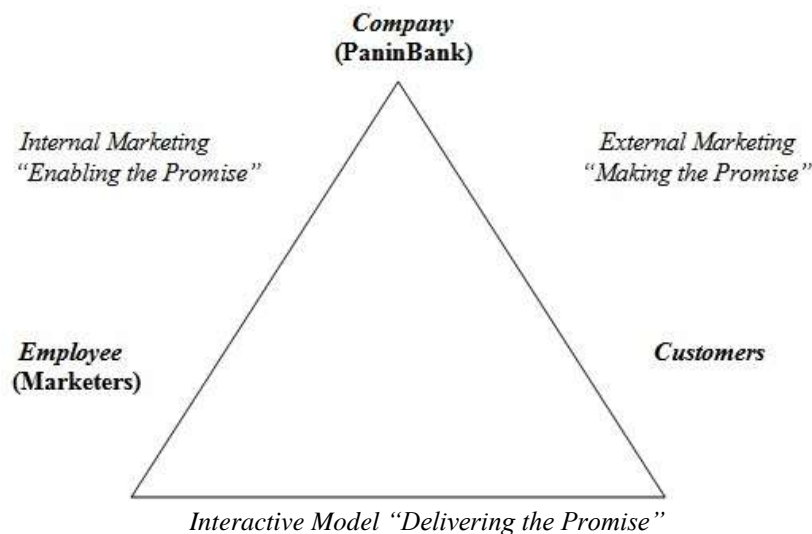 Company
(PaninBank)
Internal Marketing
“Enabling the Promise”
External Marketing
“Making the Promise”
Employee
(Marketers)
Customers
Interactive Model “Delivering the Promise”